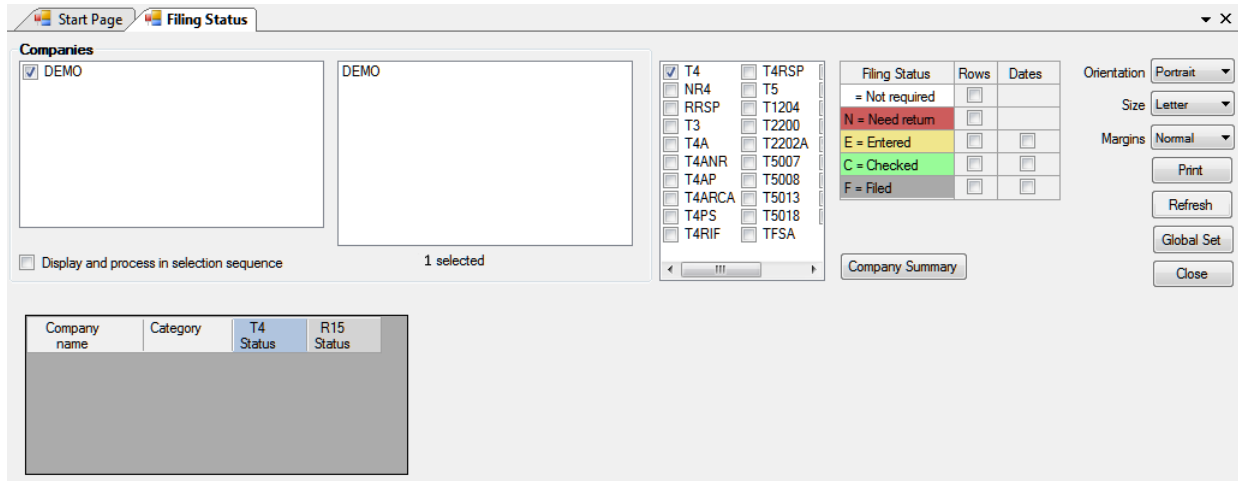 Start Page
Filing Status
Companies
DEMO
DEMO
Display and process in selection sequence
1 selected
T4 T4RSP
NR4 T5
RRSP T1204
T3 T2200
T4A T2202A
T4ANR T5007
T4AP T5008
T4ARCA T5013
T4PS T5018
T4RIF TFSA
Filing Status Rows Dates
= Not required
N = Need return
E = Entered
C = Checked
F = Filed
Company Summary
Orientation Portrait
Size Letter
Margins Normal
Print
Refresh
Global Set
Close
Company name Category T4 Status R15 Status